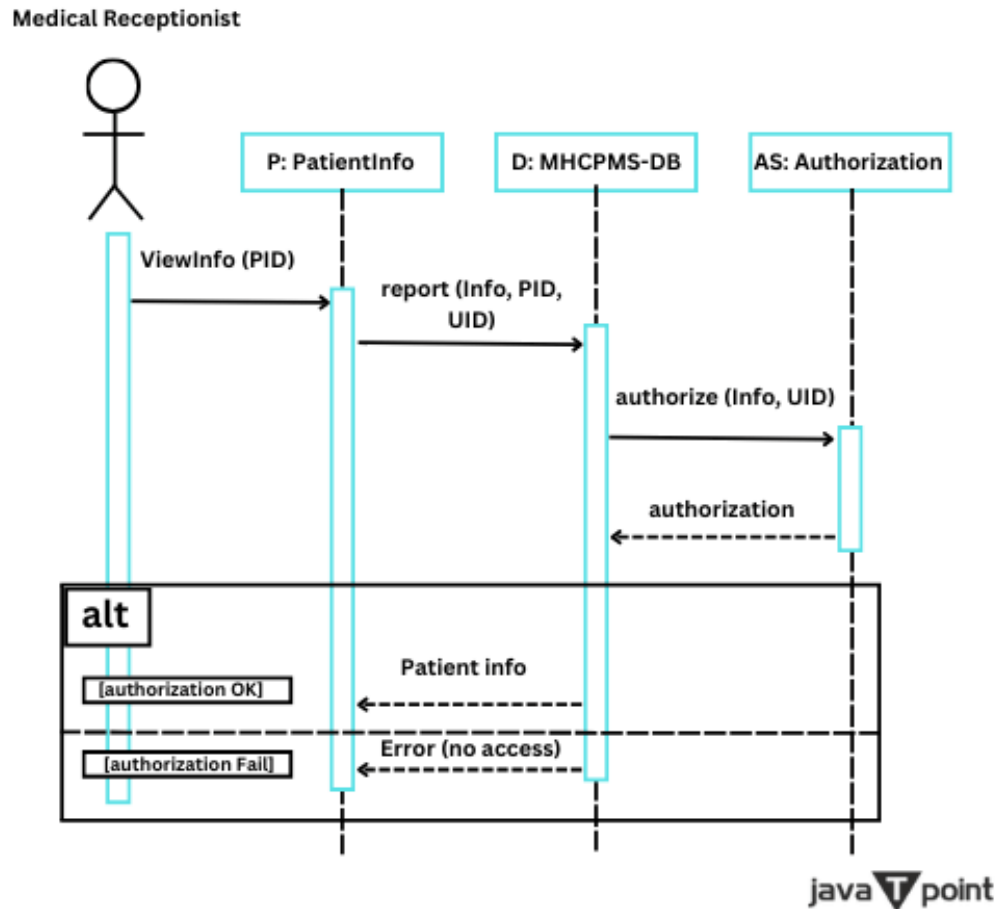 Medical Receptionist
P: PatientInfo
D: MHCPMS-DB
AS: Authorization
ViewInfo (PID)
report (Info, PID,
UID)
authorize (Info, UID)
authorization
alt
Patient info
[authorization OK]
Error (no access)
[authorization Fail]
java T point